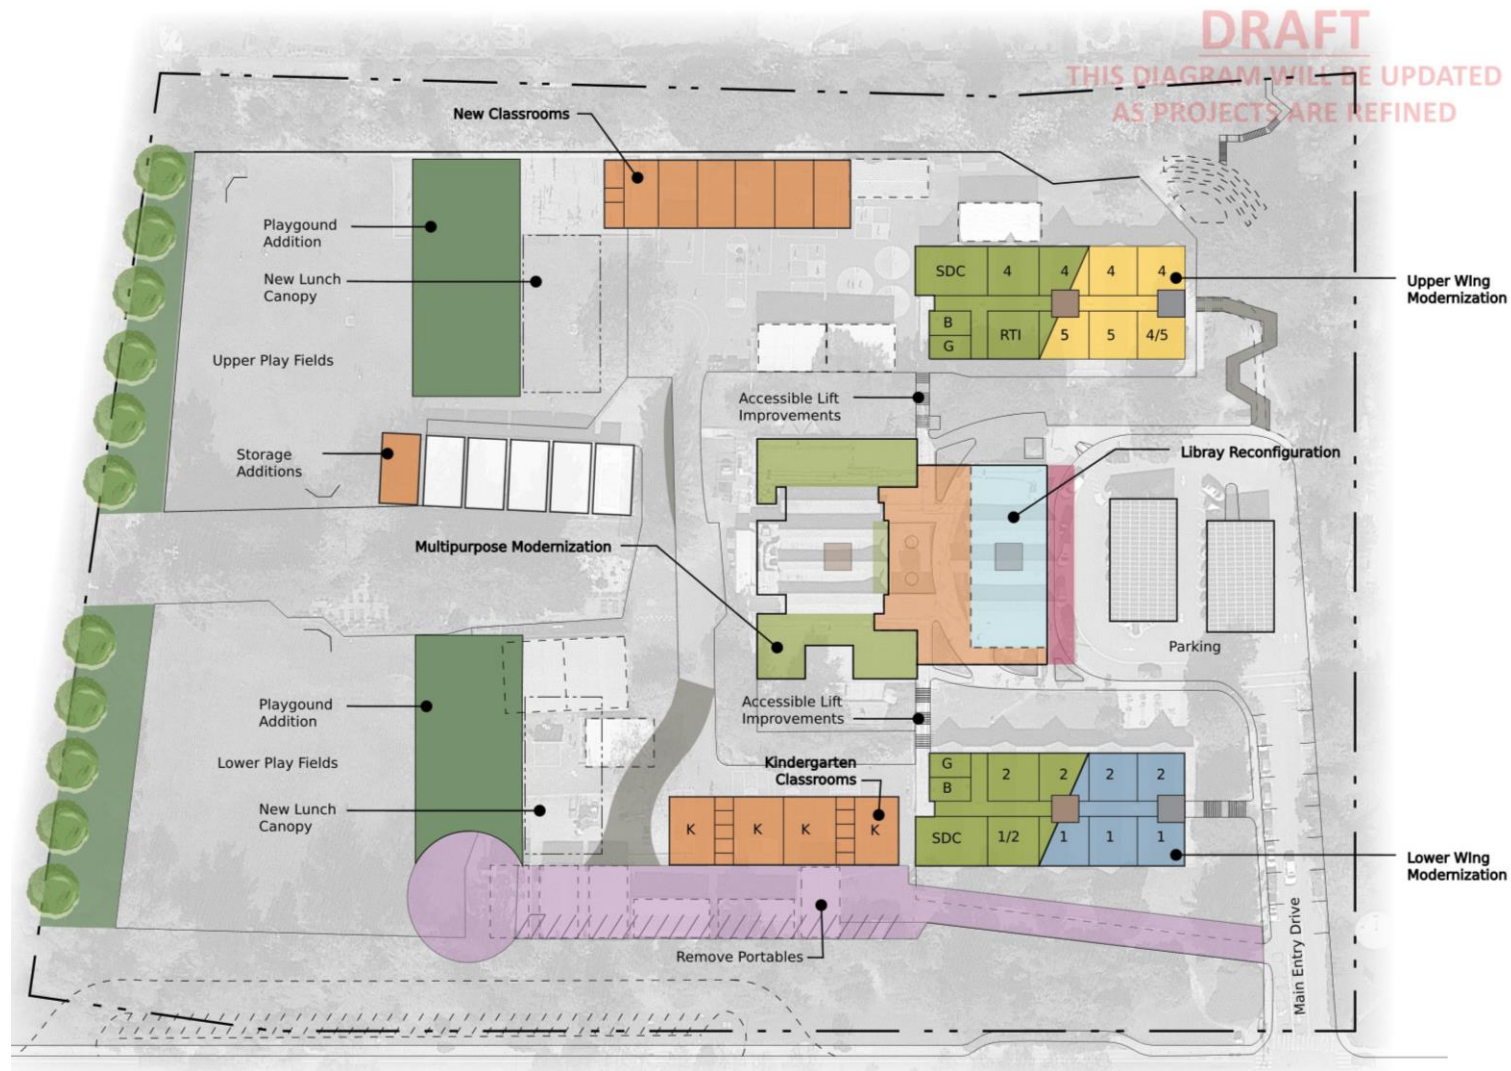 DRAFT
THIS DIAGRAM WILL BE UPDATED
AS PROJECTS ARE REFINED
New Classrooms
Playgound
Addition
New Lunch
Canopy
Upper Play Fields
SDC 4 4 4 4
B
G
RTI 5 5 4/5
Upper Wing
Modernization
Accessible Lift
Improvements
Storage
Additions
Libray Reconfiguration
Multipurpose Modernization
Parking
Playgound
Addition
Accessible Lift
Improvements
Lower Play Fields
Kindergarten
Classrooms
New Lunch
Canopy
K K K K
G
B
2 2 2 2
SDC 1/2 1 1 1
Lower Wing
Modernization
Remove Portables
Main Entry Drive